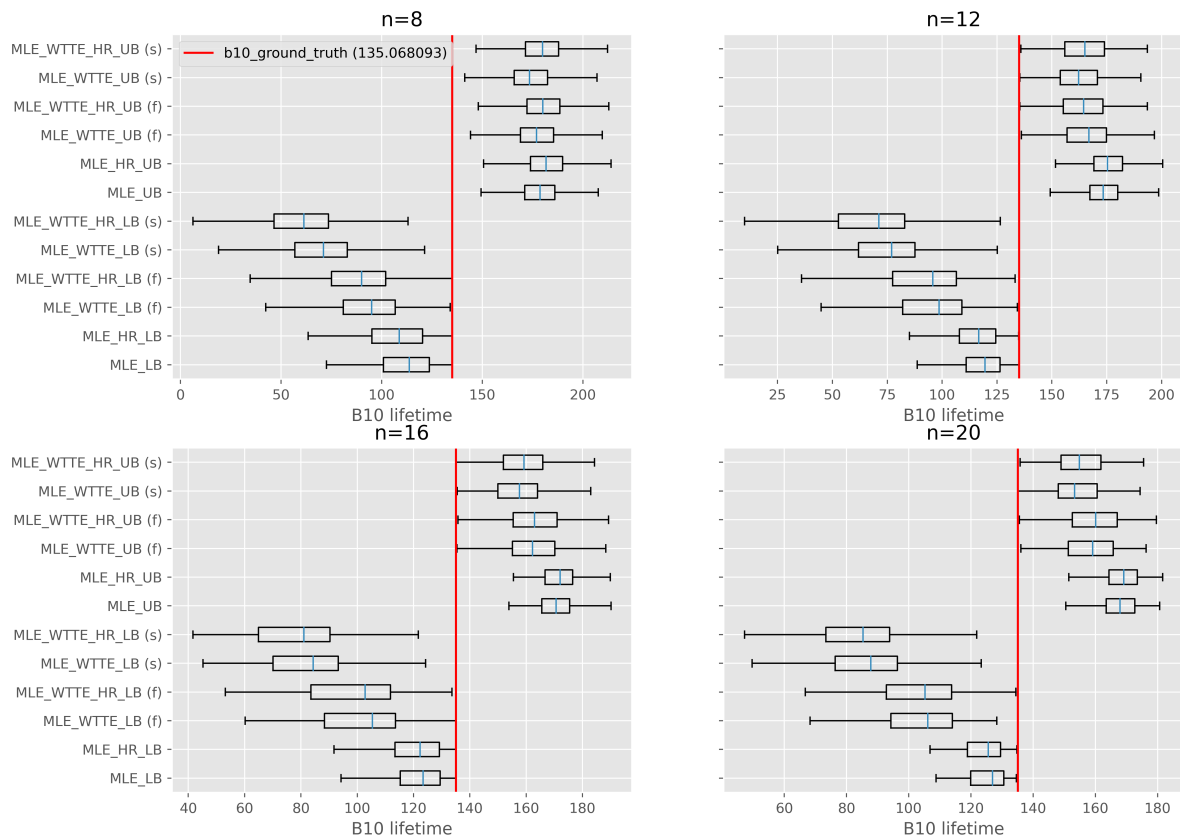 n=8
MLE_WTTE_HR_UB (s)
MLE_WTTE_UB (s)
MLE_WTTE_HR_UB (f)
MLE_WTTE_UB (f)
MLE_HR_UB
MLE_UB
MLE_WTTE_HR_LB (s)
MLE_WTTE_LB (s)
MLE_WTTE_HR_LB (f)
MLE_WTTE_LB (f)
MLE_HR_LB
MLE_LB
b10_ground_truth (135.068093)
0 50 100 150 200
B10 lifetime
n=12
25 50 75 100 125 150 175 200
B10 lifetime
n=16
MLE_WTTE_HR_UB (s)
MLE_WTTE_UB (s)
MLE_WTTE_HR_UB (f)
MLE_WTTE_UB (f)
MLE_HR_UB
MLE_UB
MLE_WTTE_HR_LB (s)
MLE_WTTE_LB (s)
MLE_WTTE_HR_LB (f)
MLE_WTTE_LB (f)
MLE_HR_LB
MLE_LB
40 60 80 100 120 140 160 180
B10 lifetime
n=20
60 80 100 120 140 160 180
B10 lifetime